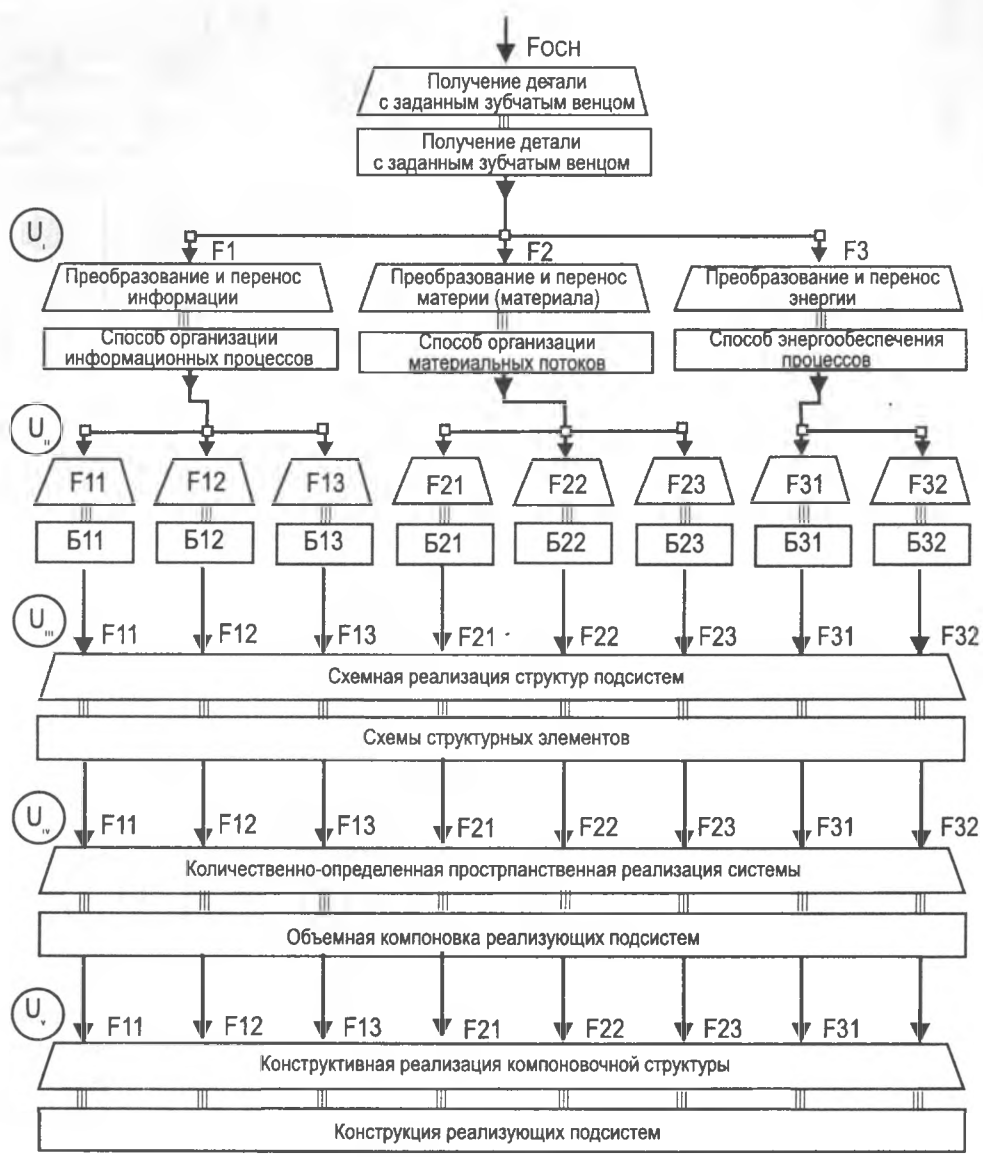 Fосн
Получение детали
с заданным зубчатым венцом
Получение детали
с заданным зубчатым венцом
U I
F1 F2 F3
Преобразование и перенос
информации
Преобразование и перенос
материи (материала)
Преобразование и перенос
энергии
Способ организации
информационных процессов
Способ организации
материальных потоков
Способ энергообеспечения
процессов
U II
F11 F12 F13 F21 F22 F23 F31 F32
Б11 Б12 Б13 Б21 Б22 Б23 Б31 Б32
U III
F11 F12 F13 F21 F22 F23 F31 F32
Схемная реализация структур подсистем
Схемы структурных элементов
U IV
F11 F12 F13 F21 F22 F23 F31 F32
Количественно-определенная прострпанственная реализация системы
Объемная компоновка реализующих подсистем
U V
F11 F12 F13 F21 F22 F23 F31
Конструктивная реализация компоновочной структуры
Конструкция реализующих подсистем